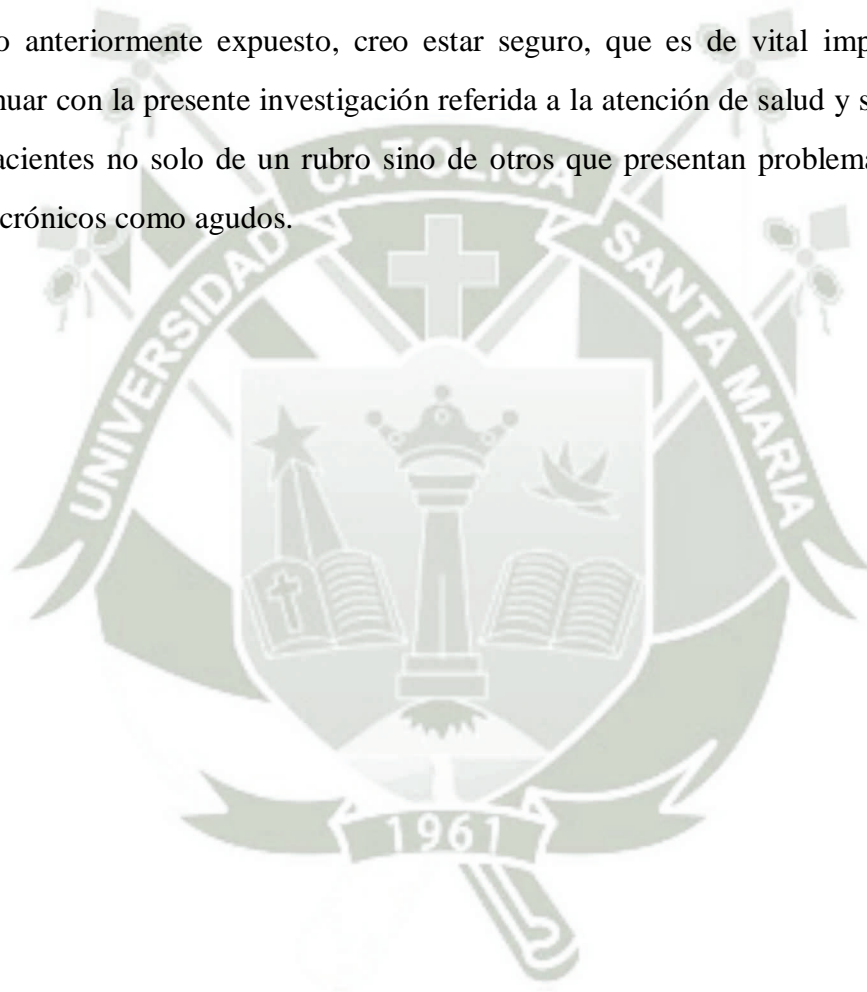 o anteriormente expuesto, creo estar seguro, que es de vital imp
nuar con la presente investigación referida a la atención de salud y s
acientes no solo de un rubro sino de otros que presentan problema
crónicos como agudos.
UNIVERSIDAD CATOLICA SANTA MARIA
1961